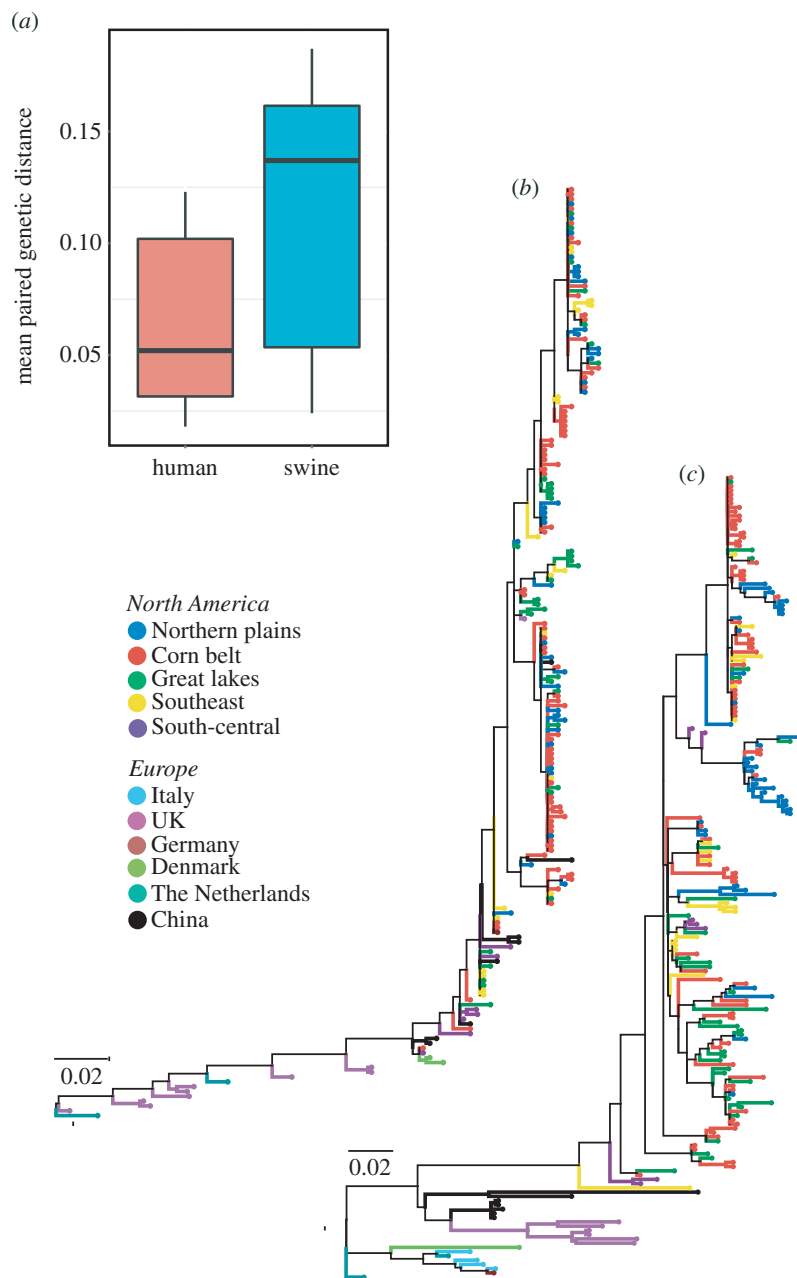 (a)
mean paired genetic distance
0.15
0.10
0.05
human swine
(b)
(c)
North America
Northern plains
Corn belt
Great lakes
Southeast
South-central
Europe
Italy
UK
Germany
Denmark
The Netherlands
China
0.02
0.02